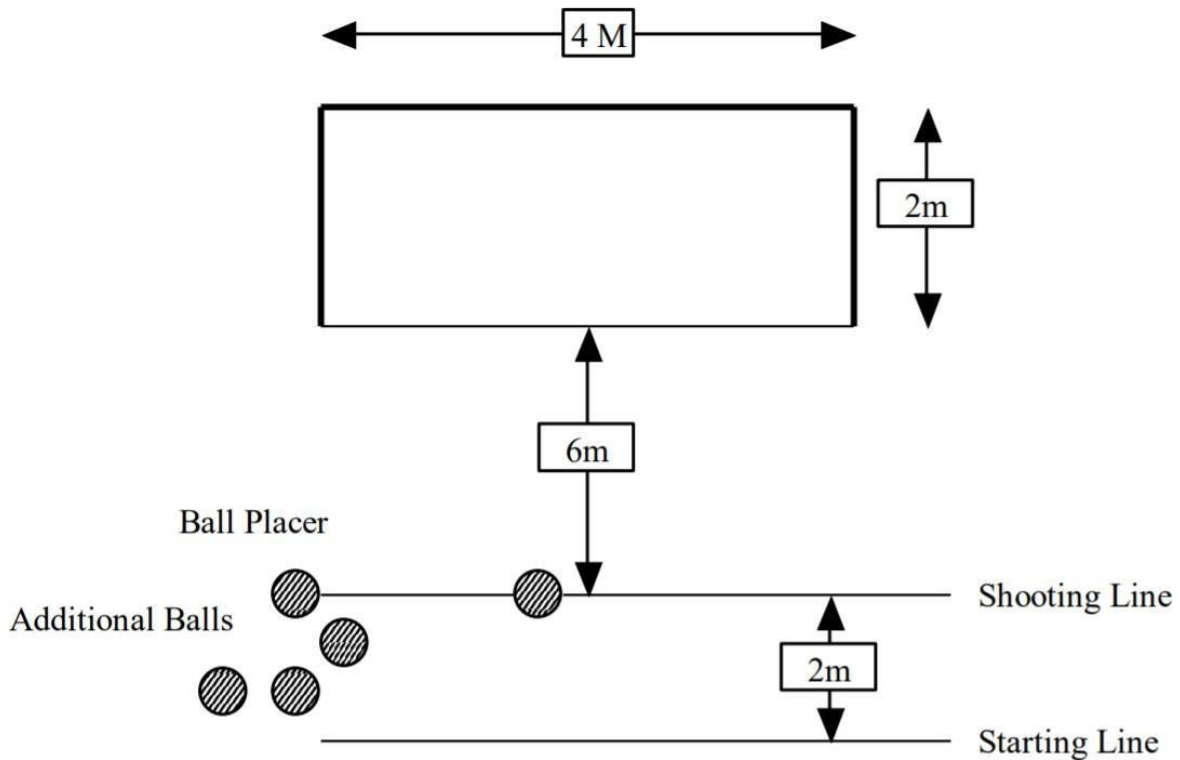 4 M
2m
6m
Ball Placer
Additional Balls
Shooting Line
2m
Starting Line